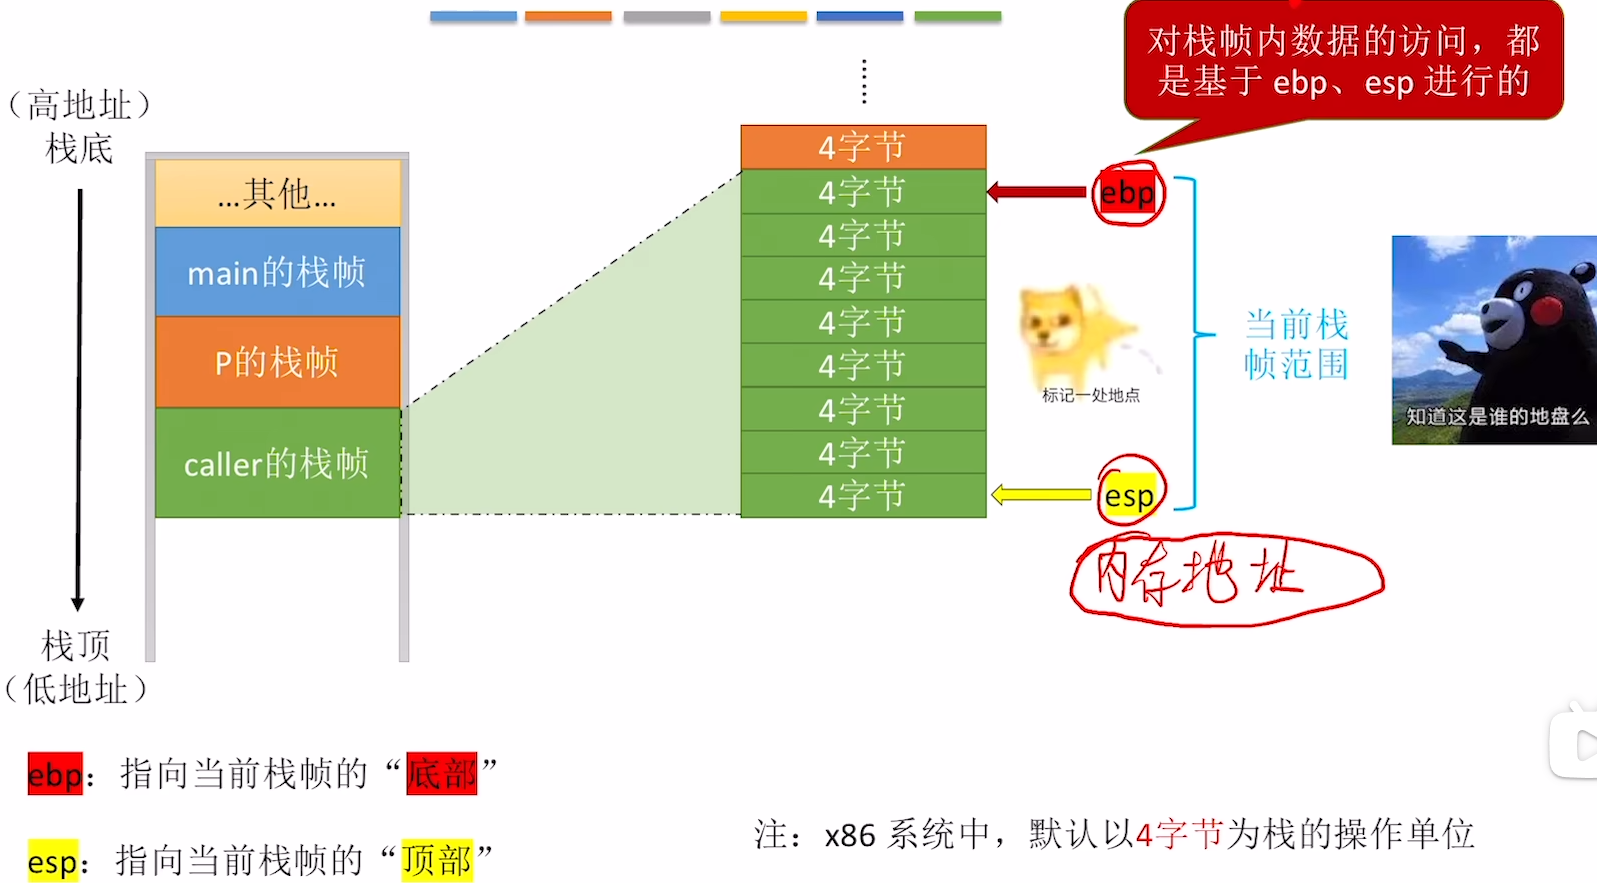 对栈帧内数据的访问，都
是基于 ebp、esp 进行的
（高地址）
栈底
...其他...
main的栈帧
P的栈帧
caller的栈帧
栈顶
（低地址）
4字节
4字节
4字节
4字节
4字节
4字节
4字节
4字节
4字节
ebp
esp
标记一处地点
当前栈
帧范围
知道这是谁的地盘么
内存地址
ebp：指向当前栈帧的“底部”
esp：指向当前栈帧的“顶部”
注：x86 系统中，默认以4字节为栈的操作单位